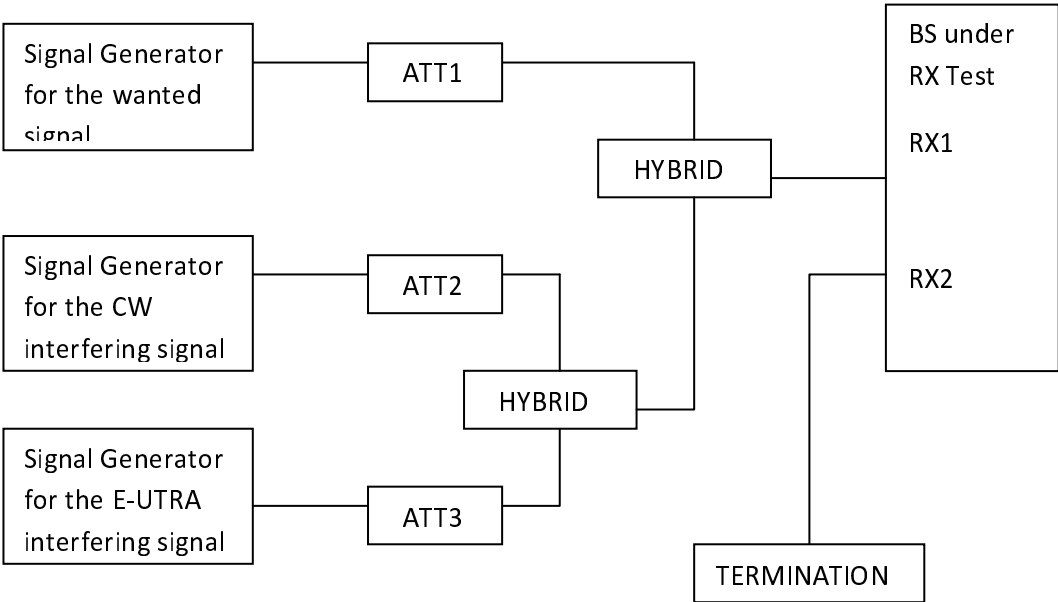 Signal Generator
for the wanted
signal
ATT1
HYBRID
BS under
RX Test
RX1
RX2
Signal Generator
for the CW
interfering signal
ATT2
HYBRID
Signal Generator
for the E-UTRA
interfering signal
ATT3
TERMINATION